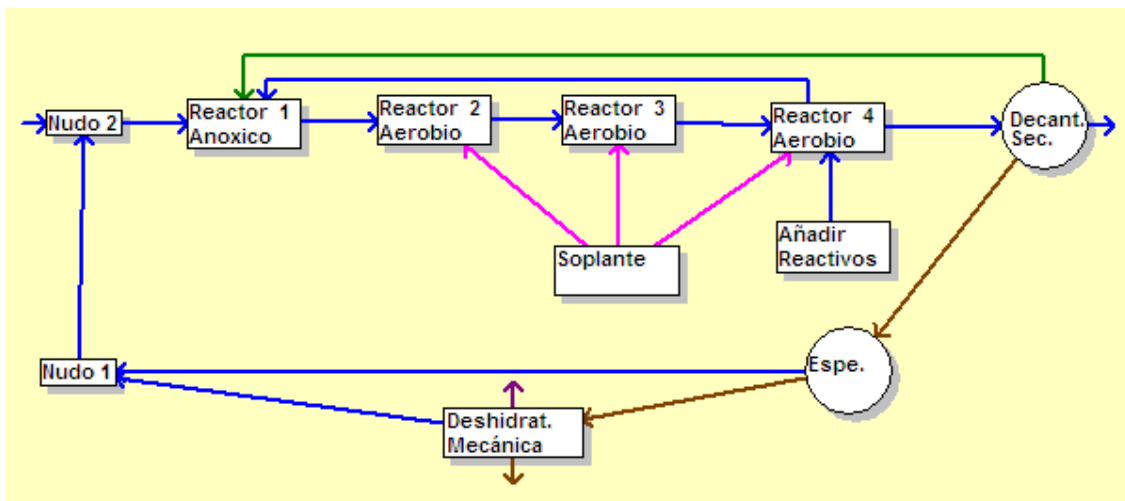 Nudo 2
Reactor 1
Anoxico
Reactor 2
Aerobio
Reactor 3
Aerobio
Reactor 4
Aerobio
Decant.
Sec.
Soplante
Añadir
Reactivos
Nudo 1
Espe.
Deshidrat.
Mecánica